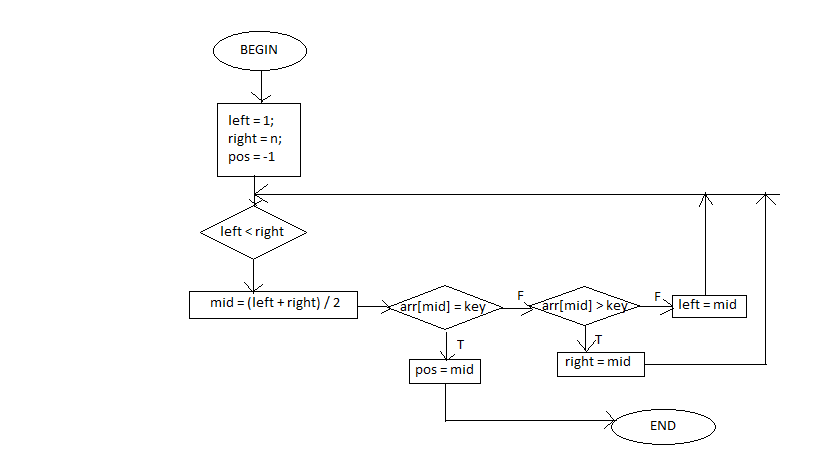 BEGIN
left = 1;
right = n;
pos = -1
left < right
mid = (left + right) / 2
arr[mid] = key
F
arr[mid] > key
F
left = mid
T
T
pos = mid
right = mid
END